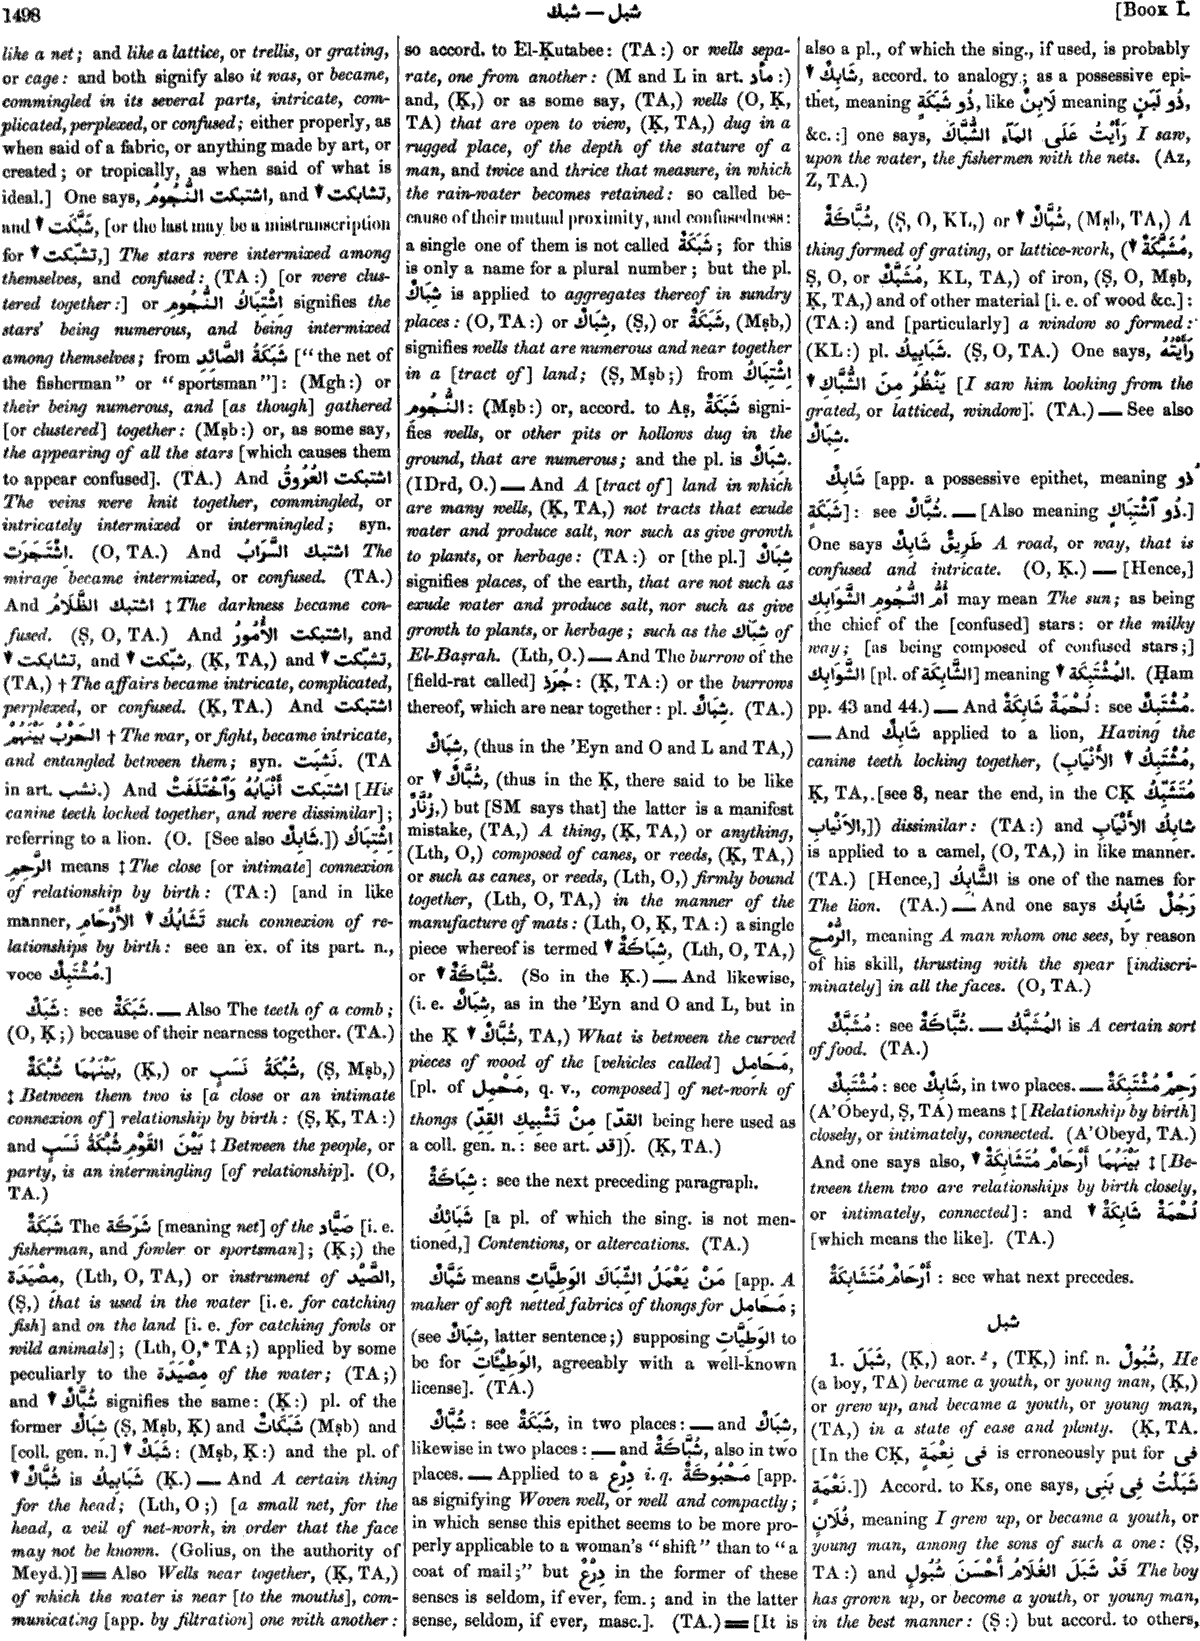 1498
شبك — شبل
[BOOK I.
like a net; and like a lattice, or trellis, or grating,
or cage: and both signify also it was, or became,
commingled in its several parts, intricate, com-
plicated, perplexed, or confused; either properly, as
when said of a fabric, or anything made by art, or
created; or tropically, as when said of what is
ideal.] One says, اشتبكت النُّجُومُ, and ▼ تشابكت,
and ▼ شَبَّكَت, [or the last may be a mistranscription
for ▼ تشبّكت,] The stars were intermixed among
themselves, and confused: (TA:) [or were clus-
tered together:] or اِشْتِبَاكُ النُّجُومِ signifies the
stars' being numerous, and being intermixed
among themselves; from شَبَكَةُ الصَّائِدِ ["the net of
the fisherman" or "sportsman"]: (Mgh:) or
their being numerous, and [as though] gathered
[or clustered] together: (Mṣb:) or, as some say,
the appearing of all the stars [which causes them
to appear confused]. (TA.) And اشتبكت العُرُوقُ
The veins were knit together, commingled, or
intricately intermixed or intermingled; syn.
اِشْتَجَرَت. (O, TA.) And اشتبك السَّرَابُ The
mirage became intermixed, or confused. (TA.)
And اشتبك الظَّلَامُ ‡ The darkness became con-
fused. (Ṣ, O, TA.) And اشتبكت الأُمُورُ, and
▼ تشابكت, and ▼ شبّكت, (Ḳ, TA,) and ▼ تشبّكت,
(TA,) † The affairs became intricate, complicated,
perplexed, or confused. (Ḳ, TA.) And اشتبكت
الحَرْبُ بَيْنَهُمْ † The war, or fight, became intricate,
and entangled between them; syn. نَشِبَت. (TA
in art. نشب.) And اشتبكت أَنْيَابُهُ وَٱخْتَلَفَتْ [His
canine teeth locked together, and were dissimilar];
referring to a lion. (O. [See also شَابِكٌ.]) اِشْتِبَاكُ
الرَّحِمِ means ‡ The close [or intimate] connexion
of relationship by birth: (TA:) [and in like
manner, تَشَابُكُ ▼ الأَرْحَامِ such connexion of re-
lationships by birth: see an ex. of its part. n.,
voce مُشْتَبِكٌ.]
شَبْكٌ: see شَبَكَةٌ. — Also The teeth of a comb;
(O, Ḳ;) because of their nearness together. (TA.)
بَيْنَهُمَا شُبْكَةٌ, (Ḳ,) or شُبْكَةُ نَسَبٍ, (Ṣ, Mṣb,)
‡ Between them two is [a close or an intimate
connexion of] relationship by birth: (Ṣ, Ḳ, TA:)
and بَيْنَ القَوْمِ شُبْكَةُ نَسَبٍ ‡ Between the people, or
party, is an intermingling [of relationship]. (O,
TA.)
شَبَكَةٌ The شَرَكَة [meaning net] of the صَيَّاد [i. e.
fisherman, and fowler or sportsman]; (Ḳ;) the
مِصْيَدَة, (Lth, O, TA,) or instrument of الصَّيْد,
(Ṣ,) that is used in the water [i. e. for catching
fish] and on the land [i. e. for catching fowls or
wild animals]; (Lth, O,* TA;) applied by some
peculiarly to the مِصْيَدَة of the water; (TA;)
and ▼ شُبَّاكٌ signifies the same: (Ḳ:) pl. of the
former شِبَاكٌ (Ṣ, Mṣb, Ḳ) and شَبَكَاتٌ (Mṣb) and
[coll. gen. n.] ▼ شَبَكٌ: (Mṣb, Ḳ:) and the pl. of
▼ شُبَّاكٌ is شَبَابِيكُ (Ḳ.) — And A certain thing
for the head; (Lth, O;) [a small net, for the
head, a veil of net-work, in order that the face
may not be known. (Golius, on the authority of
Meyd.)] == Also Wells near together, (Ḳ, TA,)
of which the water is near [to the mouths], com-
municating [app. by filtration] one with another:
so accord. to El-Ḳutabee: (TA:) or wells sepa-
rate, one from another: (M and L in art. مأد:)
and, (Ḳ,) or as some say, (TA,) wells (O, Ḳ,
TA) that are open to view, (Ḳ, TA,) dug in a
rugged place, of the depth of the stature of a
man, and twice and thrice that measure, in which
the rain-water becomes retained: so called be-
cause of their mutual proximity, and confusedness:
a single one of them is not called شَبَكَةٌ; for this
is only a name for a plural number; but the pl.
شِبَاكٌ is applied to aggregates thereof in sundry
places: (O, TA:) or شِبَاكٌ, (Ṣ,) or شَبَكَةٌ, (Mṣb,)
signifies wells that are numerous and near together
in a [tract of] land; (Ṣ, Mṣb;) from اِشْتِبَاكُ
النُّجُومِ: (Mṣb:) or, accord. to Aṣ, شَبَكَةٌ signi-
fies wells, or other pits or hollows dug in the
ground, that are numerous; and the pl. is شِبَاكٌ.
(IDrd, O.) — And A [tract of] land in which
are many wells, (Ḳ, TA,) not tracts that exude
water and produce salt, nor such as give growth
to plants, or herbage: (TA:) or [the pl.] شِبَاكٌ
signifies places, of the earth, that are not such as
exude water and produce salt, nor such as give
growth to plants, or herbage; such as the شِبَاك of
El-Baṣrah. (Lth, O.) — And The burrow of the
[field-rat called] جُرَذ: (Ḳ, TA:) or the burrows
thereof, which are near together: pl. شِبَاكٌ. (TA.)
شِبَاكٌ, (thus in the 'Eyn and O and L and TA,)
or ▼ شُبَّاكٌ, (thus in the Ḳ, there said to be like
زُنَّار,) but [SM says that] the latter is a manifest
mistake, (TA,) A thing, (Ḳ, TA,) or anything,
(Lth, O,) composed of canes, or reeds, (Ḳ, TA,)
or such as canes, or reeds, (Lth, O,) firmly bound
together, (Lth, O, TA,) in the manner of the
manufacture of mats: (Lth, O, Ḳ, TA:) a single
piece whereof is termed ▼ شِبَاكَةٌ, (Lth, O, TA,)
or ▼ شُبَّاكَةٌ. (So in the Ḳ.) — And likewise,
(i. e. شِبَاكٌ, as in the 'Eyn and O and L, but in
the Ḳ ▼ شُبَّاكٌ, TA,) What is between the curved
pieces of wood of the [vehicles called] مَحَامِل,
[pl. of مَحْمِل, q. v., composed] of net-work of
thongs (مِنْ تَشْبِيكِ القِدِّ [القدّ being here used as
a coll. gen. n.: see art. قد]). (Ḳ, TA.)
شِبَاكَةٌ: see the next preceding paragraph.
شَبَائِكُ [a pl. of which the sing. is not men-
tioned,] Contentions, or altercations. (TA.)
شَبَّاكٌ means مَنْ يَعْمَلُ الشِّبَاكَ الوَطِيَّاتِ [app. A
maker of soft netted fabrics of thongs for مَحَامِل;
(see شِبَاكٌ, latter sentence;) supposing الوَطِيَّاتِ to
be for الوَطِيْئَاتِ, agreeably with a well-known
license]. (TA.)
شُبَّاكٌ: see شَبَكَةٌ, in two places: — and شِبَاكٌ,
likewise in two places: — and شُبَّاكَةٌ, also in two
places. — Applied to a دِرْع i. q. مَحْبُوكَةٌ [app.
as signifying Woven well, or well and compactly;
in which sense this epithet seems to be more pro-
perly applicable to a woman's "shift" than to "a
coat of mail;" but دِرْعٌ in the former of these
senses is seldom, if ever, fem.; and in the latter
sense, seldom, if ever, masc.]. (TA.) == [It is
also a pl., of which the sing., if used, is probably
▼ شَابِكٌ, accord. to analogy; as a possessive epi-
thet, meaning ذُو شَبَكَةٍ, like لَابِنٌ meaning ذُو لَبَنٍ,
&c.:] one says, رَأَيْتُ عَلَى المَآءِ الشُّبَّاكَ I saw,
upon the water, the fishermen with the nets. (Az,
Z, TA.)
شُبَّاكَةٌ, (Ṣ, O, KL,) or ▼ شُبَّاكٌ, (Mṣb, TA,) A
thing formed of grating, or lattice-work, (▼ مُشَبَّكَةٌ,
Ṣ, O, or مُشَبَّكٌ, KL, TA,) of iron, (Ṣ, O, Mṣb,
Ḳ, TA,) and of other material [i. e. of wood &c.]:
(TA:) and [particularly] a window so formed:
(KL:) pl. شَبَابِيكُ. (Ṣ, O, TA.) One says, رَأَيْتُهُ
▼ يَنْظُرُ مِنَ الشُّبَّاكِ [I saw him looking from the
grated, or latticed, window]. (TA.) — See also
شِبَاكٌ.
شَابِكٌ [app. a possessive epithet, meaning ذُو
شَبَكَةٍ]: see شُبَّاكٌ. — [Also meaning ذُو ٱشْتِبَاكٍ.]
One says طَرِيقٌ شَابِكٌ A road, or way, that is
confused and intricate. (O, Ḳ.) — [Hence,]
أُمُّ النُّجُومِ الشَّوَابِكِ may mean The sun; as being
the chief of the [confused] stars: or the milky
way; [as being composed of confused stars;]
الشَّوَابِك [pl. of الشَّابِكَة] meaning ▼ المُشْتَبِكَة. (Ḥam
pp. 43 and 44.) — And لُحْمَةٌ شَابِكَةٌ: see مُشْتَبِكٌ.
— And شَابِكٌ applied to a lion, Having the
canine teeth locking together, (مُشْتَبِكُ ▼ الأَنْيَابِ,
Ḳ, TA, [see 8, near the end, in the CḲ مُتَشَبِّكُ
الأَنْيابِ,]) dissimilar: (TA:) and شابِكُ الأَنْيَابِ
is applied to a camel, (O, TA,) in like manner.
(TA.) [Hence,] الشَّابِكُ is one of the names for
The lion. (TA.) — And one says رَجُلٌ شَابِكُ
الرُّمْحِ, meaning A man whom one sees, by reason
of his skill, thrusting with the spear [indiscri-
minately] in all the faces. (O, TA.)
مُشَبَّكٌ: see شُبَّاكَةٌ. — المُشَبَّكُ is A certain sort
of food. (TA.)
مُشْتَبِكٌ: see شَابِكٌ, in two places. — رَحِمٌ مُشْتَبِكَةٌ
(A'Obeyd, Ṣ, TA) means ‡ [Relationship by birth]
closely, or intimately, connected. (A'Obeyd, TA.)
And one says also, ▼ بَيْنَهُمَا أَرْحَامٌ مُتَشَابِكَةٌ ‡ [Be-
tween them two are relationships by birth closely,
or intimately, connected]: and ▼ لُحْمَةٌ شَابِكَةٌ
[which means the like]. (TA.)
أَرْحَامٌ مُتَشَابِكَةٌ: see what next precedes.
شبل
1. شَبَلَ, (Ḳ,) aor. ـُ, (TḲ,) inf. n. شُبُولٌ, He
(a boy, TA) became a youth, or young man, (Ḳ,)
or grew up, and became a youth, or young man,
(TA,) in a state of ease and plenty. (Ḳ, TA.
[In the CḲ, فى نِعْمَة is erroneously put for فى
نَعْمَة.]) Accord. to Ks, one says, شَبَلْتُ فِى بَنِى
فُلَانٍ, meaning I grew up, or became a youth, or
young man, among the sons of such a one: (Ṣ,
TA:) and قَدْ شَبَلَ الغُلَامُ أَحْسَنَ شُبُولٍ The boy
has grown up, or become a youth, or young man,
in the best manner: (Ṣ:) but accord. to others,